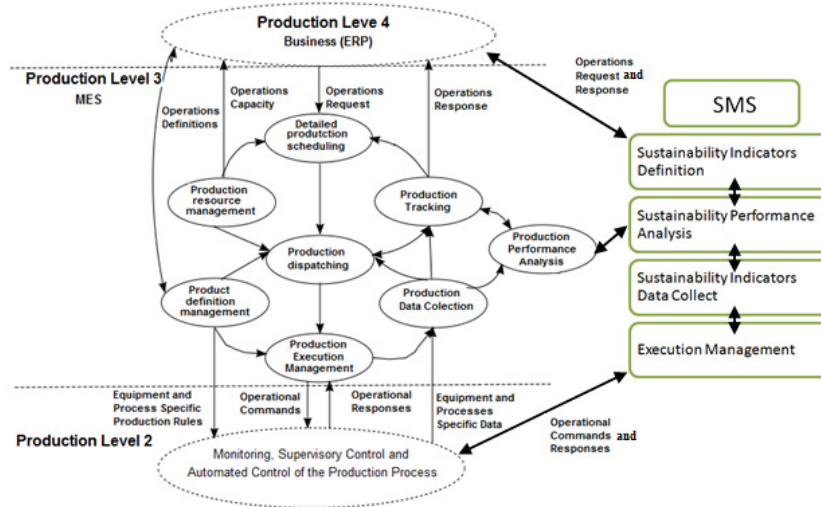 Production Leve 4
Business (ERP)
Production Level 3
MES
Operations
Definitions
Operations
Capacity
Operations
Request
Operations
Response
Operations
Request and
Response
SMS
Detailed
produtction
scheduling
Sustainability Indicators
Definition
Production
resource
management
Production
Tracking
Production
Performance
Analysis
Sustainability Performance
Analysis
Production
dispatching
Product
definition
management
Production
Data Colection
Sustainability Indicators
Data Collect
Production
Execution
Management
Execution Management
Equipment and
Process Specific
Production Rules
Operational
Commands
Operational
Responses
Equipment and
Processes
Specific Data
Operational
Commands and
Responses
Production Level 2
Monitoring, Supervisory Control and
Automated Control of the Production Process